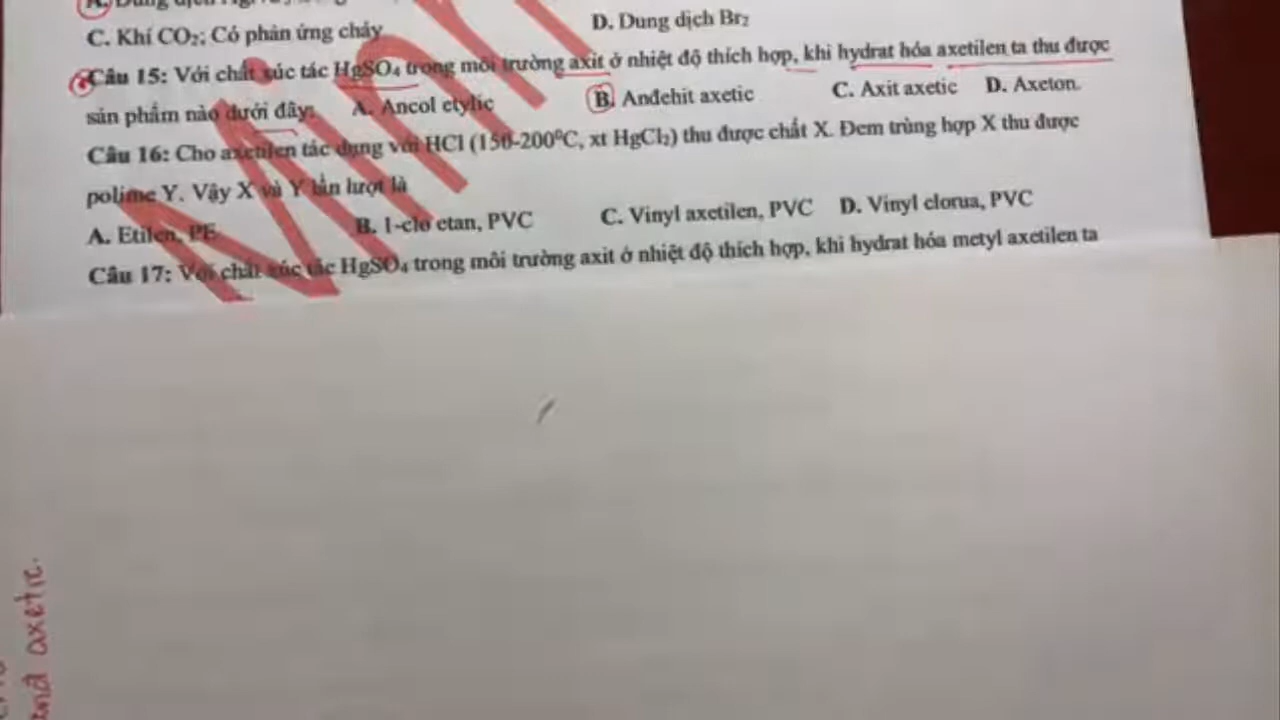 C. Khí CO₂; Có phản ứng cháy
D. Dung dịch Br₂
Câu 15: Với chất xúc tác HgSO₄ trong môi trường axit ở nhiệt độ thích hợp, khi hydrat hóa axetilen ta thu được
sản phẩm nào dưới đây: A. Ancol etylic B. Anđehit axetic C. Axit axetic D. Axeton.
Câu 16: Cho axetilen tác dụng với HCl (150-200⁰C, xt HgCl₂) thu được chất X. Đem trùng hợp X thu được
polime Y. Vậy X và Y lần lượt là
A. Etilen, PE B. 1-clo etan, PVC C. Vinyl axetilen, PVC D. Vinyl clorua, PVC
Câu 17: Với chất xúc tác HgSO₄ trong môi trường axit ở nhiệt độ thích hợp, khi hydrat hóa metyl axetilen ta
axetic.